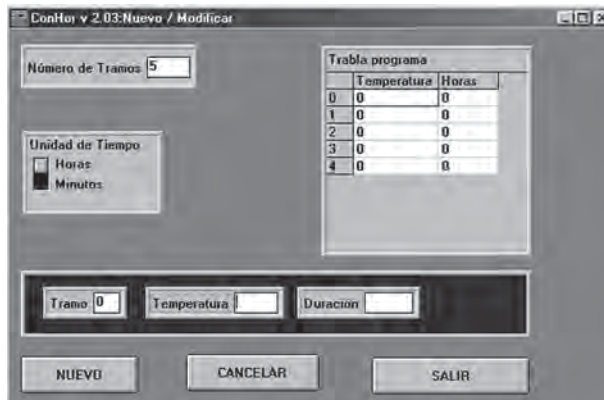 ConHor v 2.03:Nuevo / Modificar
Número de Tramos 5
Unidad de Tiempo
Horas
Minutos
Trabla programa
Temperatura Horas
0 0 0
1 0 0
2 0 0
3 0 0
4 0 0
Tramo 0 Temperatura Duración
NUEVO CANCELAR SALIR